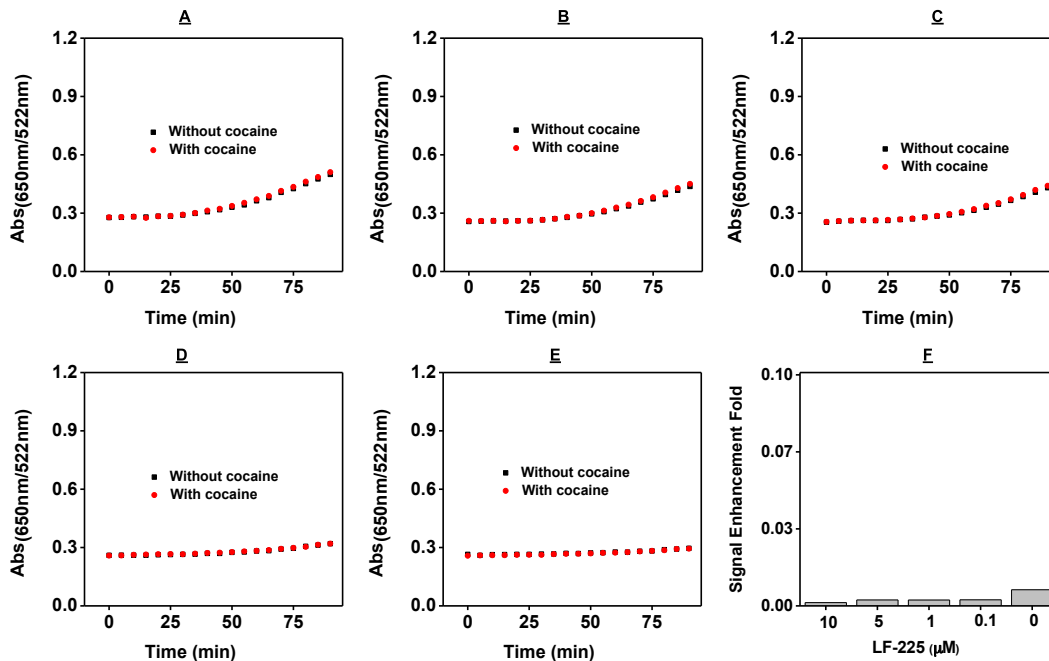 A
1.2
0.9
0.6
0.3
0.0
Abs(650nm/522nm)
Without cocaine
With cocaine
0 25 50 75
Time (min)
B
1.2
0.9
0.6
0.3
0.0
Abs(650nm/522nm)
Without cocaine
With cocaine
0 25 50 75
Time (min)
C
1.2
0.9
0.6
0.3
0.0
Abs(650nm/522nm)
Without cocaine
With cocaine
0 25 50 75
Time (min)
D
1.2
0.9
0.6
0.3
0.0
Abs(650nm/522nm)
Without cocaine
With cocaine
0 25 50 75
Time (min)
E
1.2
0.9
0.6
0.3
0.0
Abs(650nm/522nm)
Without cocaine
With cocaine
0 25 50 75
Time (min)
F
0.10
0.07
0.03
0.00
Signal Enhancement Fold
10 5 1 0.1 0
LF-225 (μM)